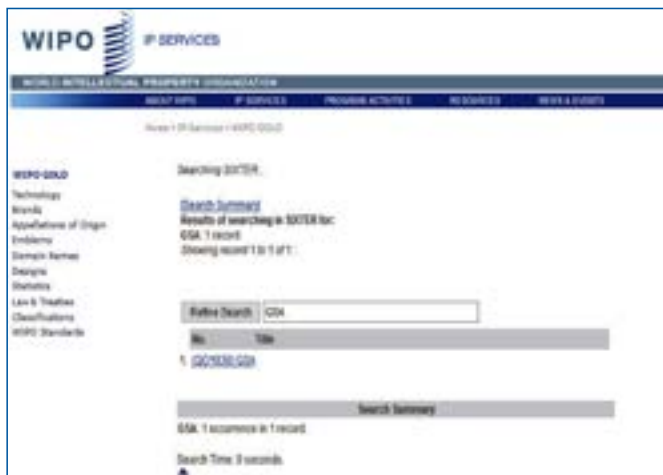 WIPO IP SERVICES
WORLD INTELLECTUAL PROPERTY ORGANIZATION
ABOUT WIPO IP SERVICES PROGRAM ACTIVITIES RESOURCES NEWS & EVENTS
Home > IP Services > WIPO GOLD
WIPO GOLD
Technology
Brands
Appellations of Origin
Emblems
Domain Names
Designs
Statistics
Law & Treaties
Classifications
WIPO Standards
Searching
Search Summary
Results of searching in for:
GSA: 1 record
Showing record 1 to 1 of 1 :
Refine Search GSA
No. Title
1. GSA
Search Summary
GSA: 1 occurrence in 1 record.
Search Time: 0 seconds.